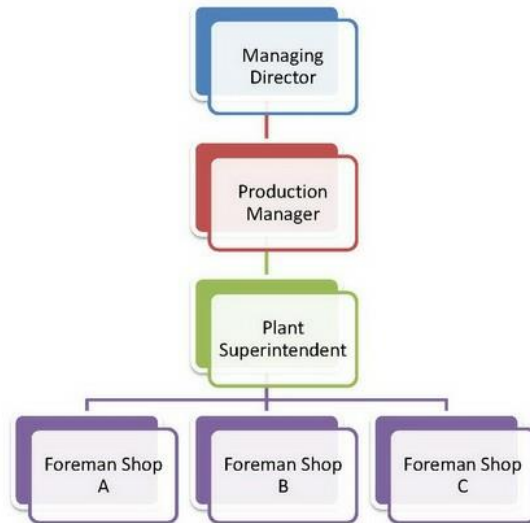 Managing
Director
Production
Manager
Plant
Superintendent
Foreman Shop
A
Foreman Shop
B
Foreman Shop
C